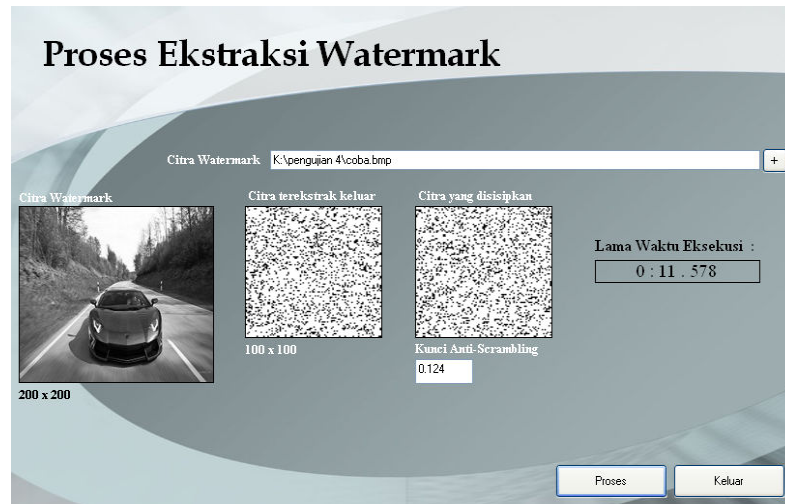 Proses Ekstraksi Watermark
Citra Watermark K:\pengujian 4\coba.bmp +
Citra Watermark
Citra terekstrak keluar
Citra yang disisipkan
Lama Waktu Eksekusi :
0 : 11 . 578
100 x 100
Kunci Anti-Scrambling
0.124
200 x 200
Proses
Keluar